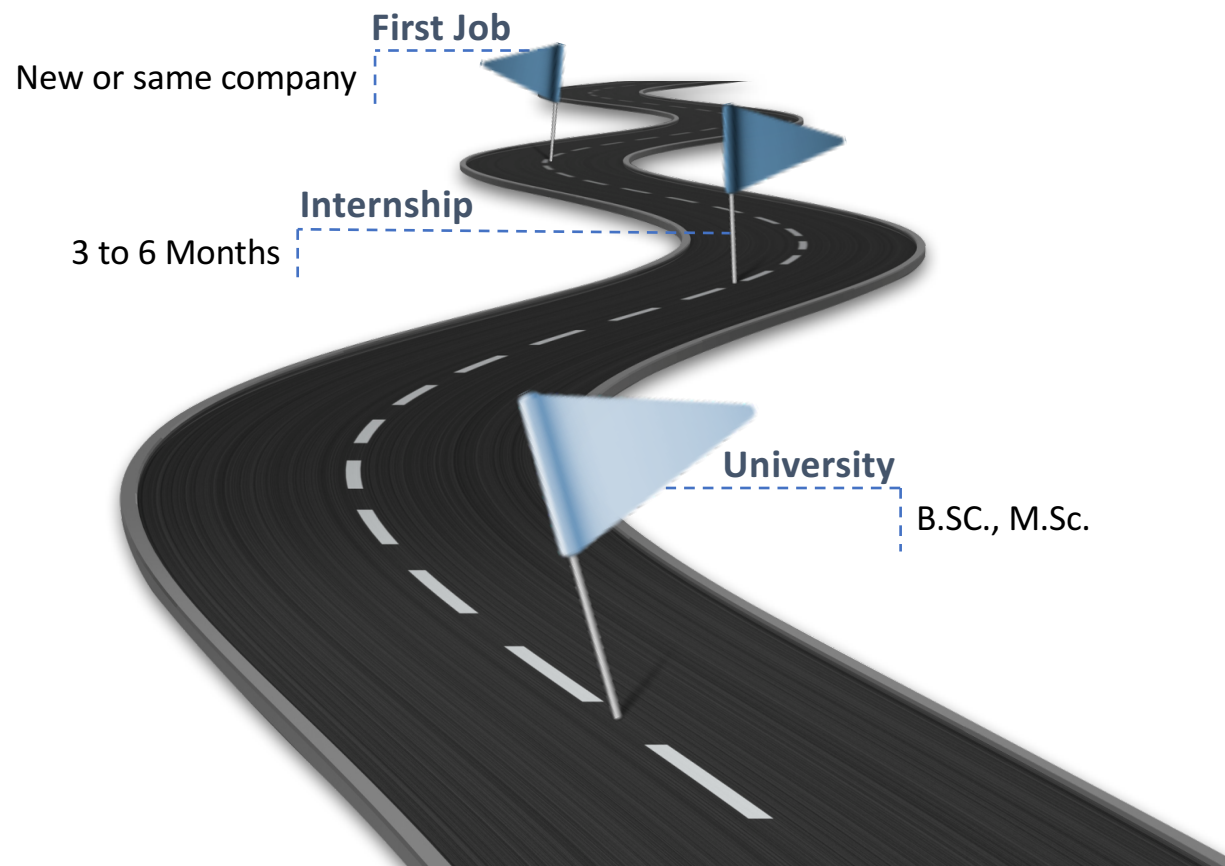 First Job
New or same company
Internship
3 to 6 Months
University
B.SC., M.Sc.